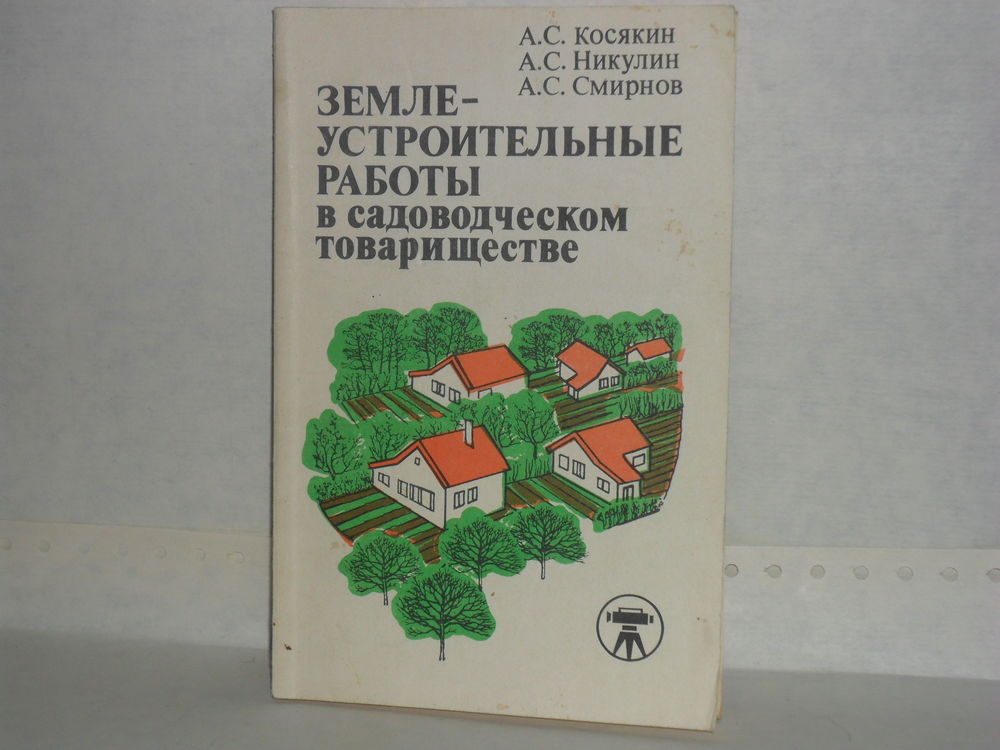 А.С. Косякин
А.С. Никулин
А.С. Смирнов
ЗЕМЛЕ-
УСТРОИТЕЛЬНЫЕ
РАБОТЫ
в садоводческом
товариществе